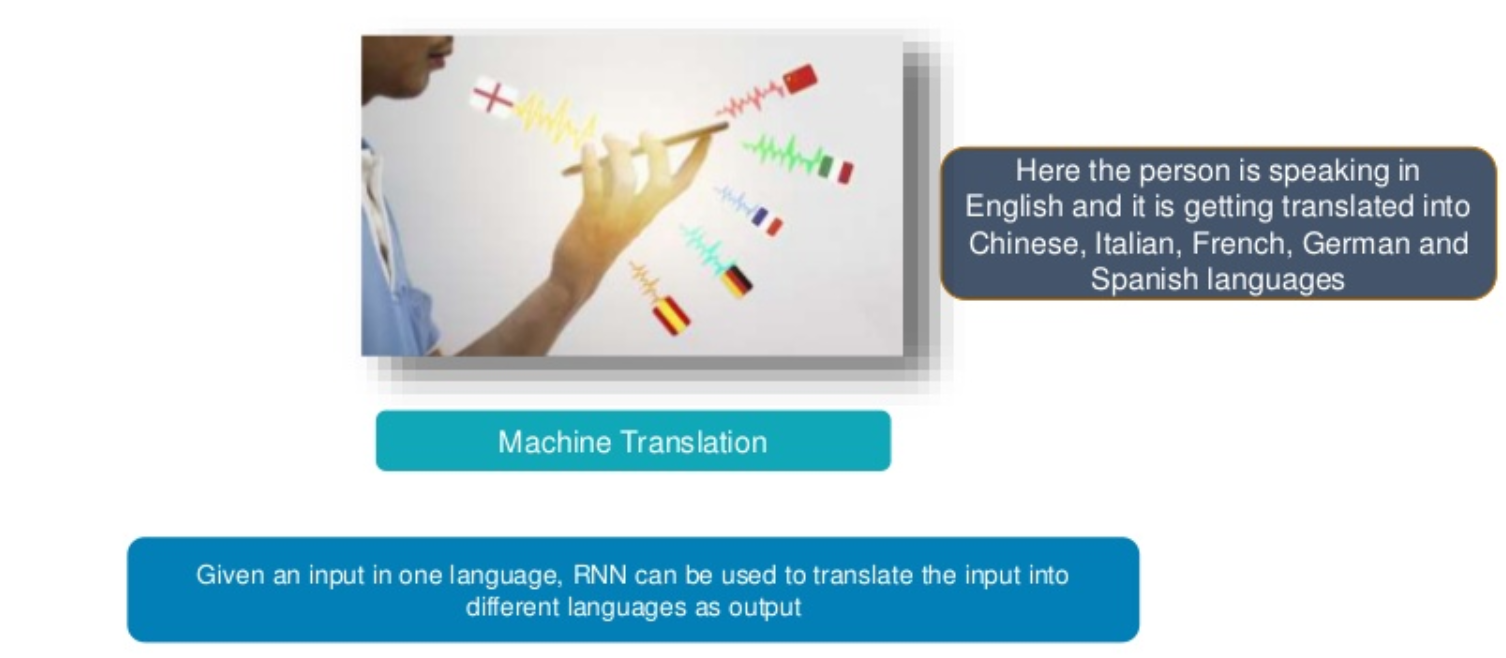 Here the person is speaking in
English and it is getting translated into
Chinese, Italian, French, German and
Spanish languages
Machine Translation
Given an input in one language, RNN can be used to translate the input into
different languages as output